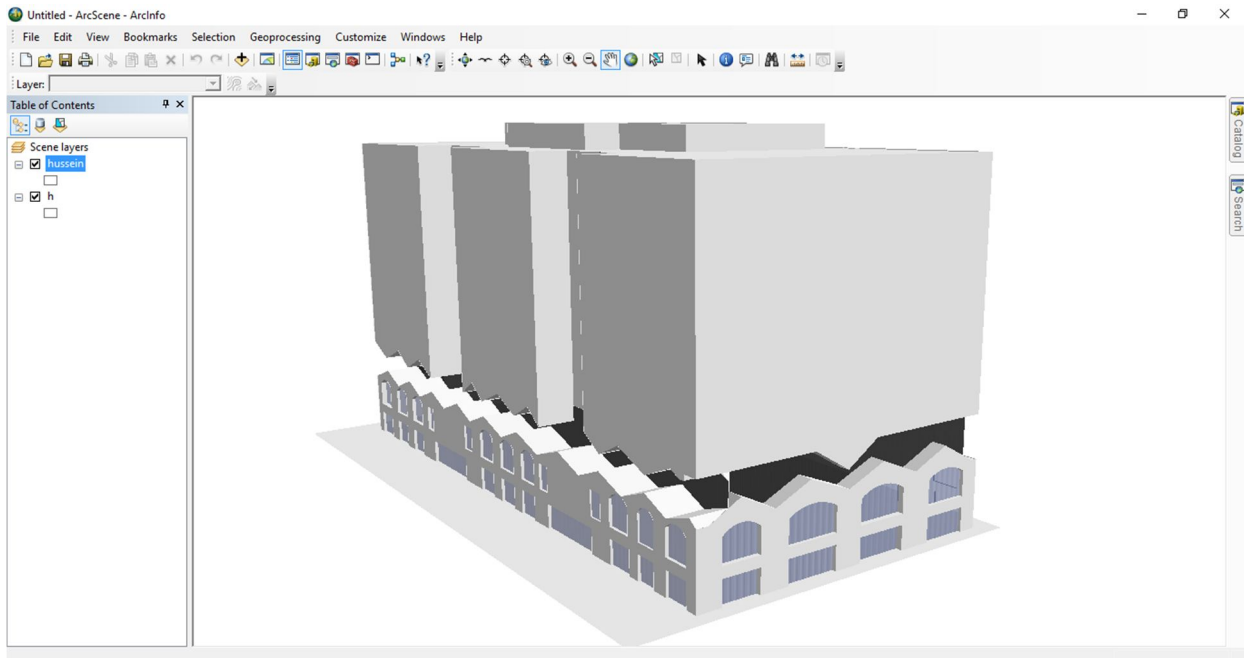 Untitled - ArcScene - ArcInfo
File Edit View Bookmarks Selection Geoprocessing Customize Windows Help
Layer:
Table of Contents
Scene layers
hussein
h
Catalog
Search